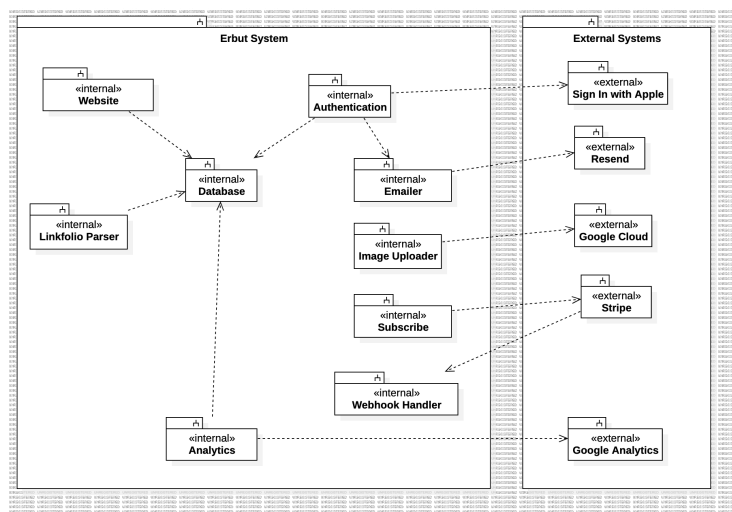 Erbut System
External Systems
«internal»
Website
«internal»
Authentication
«external»
Sign In with Apple
«internal»
Database
«internal»
Emailer
«external»
Resend
«internal»
Linkfolio Parser
«internal»
Image Uploader
«external»
Google Cloud
«internal»
Subscribe
«external»
Stripe
«internal»
Webhook Handler
«internal»
Analytics
«external»
Google Analytics